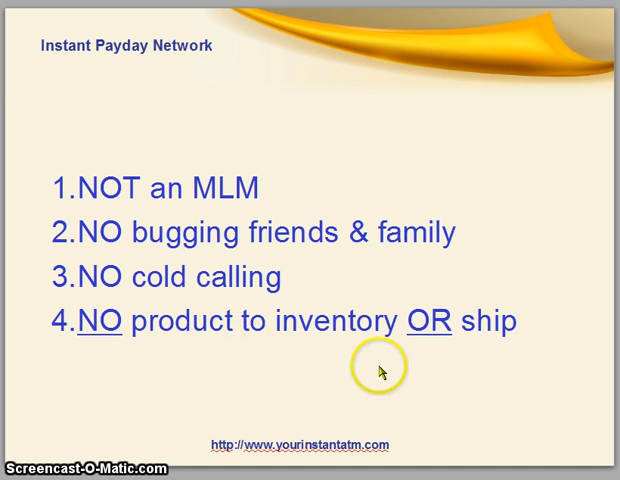 Instant Payday Network
1.NOT an MLM
2.NO bugging friends & family
3.NO cold calling
4.NO product to inventory OR ship
http://www.yourinstantatm.com
Screencast-O-Matic.com